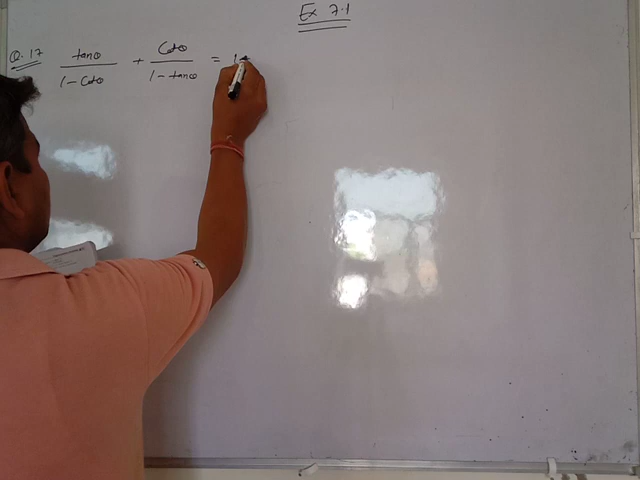 Ex 7.1
Q.17 tanθ / 1 - cotθ + cotθ / 1 - tanθ = 1+